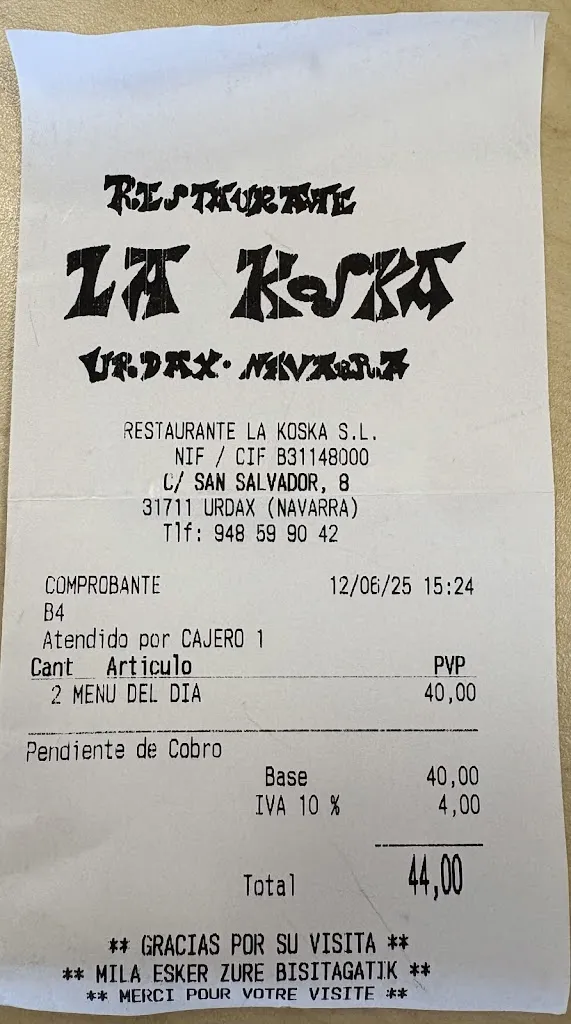 RESTAURANTE
LA KOSKA
URDAX · NAVARRA
RESTAURANTE LA KOSKA S.L.
NIF / CIF B31148000
C/ SAN SALVADOR, 8
31711 URDAX (NAVARRA)
Tlf: 948 59 90 42
COMPROBANTE 12/06/25 15:24
B4
Atendido por CAJERO 1
Cant Articulo PVP
2 MENU DEL DIA 40,00
Pendiente de Cobro
Base 40,00
IVA 10 % 4,00
Total 44,00
** GRACIAS POR SU VISITA **
** MILA ESKER ZURE BISITAGATIK **
** MERCI POUR VOTRE VISITE **